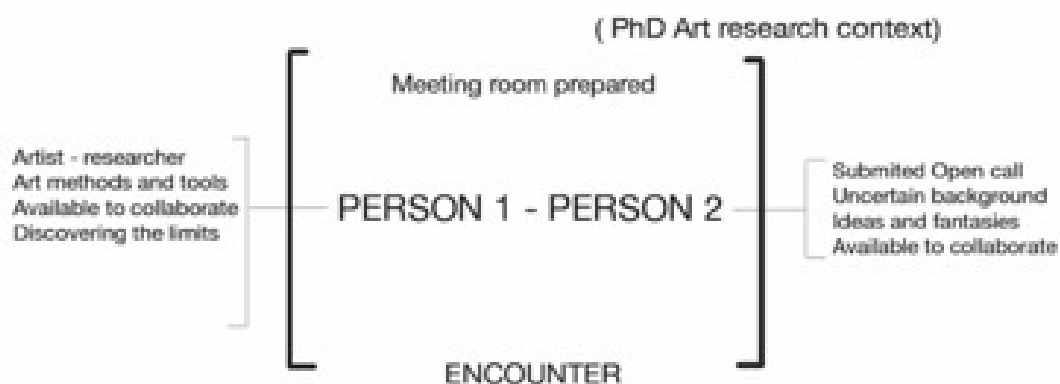 ( PhD Art research context)
Meeting room prepared
Artist - researcher
Art methods and tools
Available to collaborate
Discovering the limits
PERSON 1 - PERSON 2
Submited Open call
Uncertain background
Ideas and fantasies
Available to collaborate
ENCOUNTER